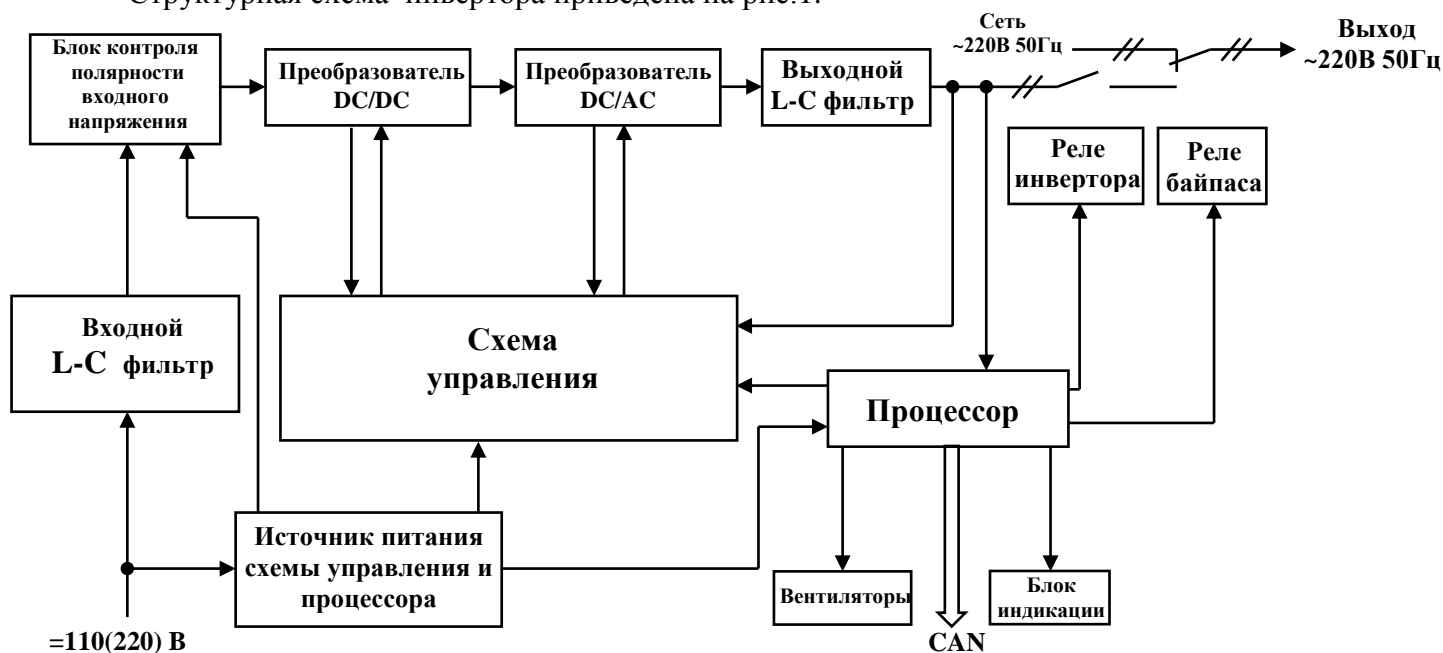 Структурная схема инвертора приведена на рис.1.
Сеть
~220В 50Гц
Выход
~220В 50Гц
Блок контроля
полярности
входного
напряжения
Преобразователь
DC/DC
Преобразователь
DC/AC
Выходной
L-C фильтр
Реле
инвертора
Реле
байпаса
Входной
L-C фильтр
Схема
управления
Процессор
Источник питания
схемы управления и
процессора
Вентиляторы
Блок
индикации
=110(220) В
CAN